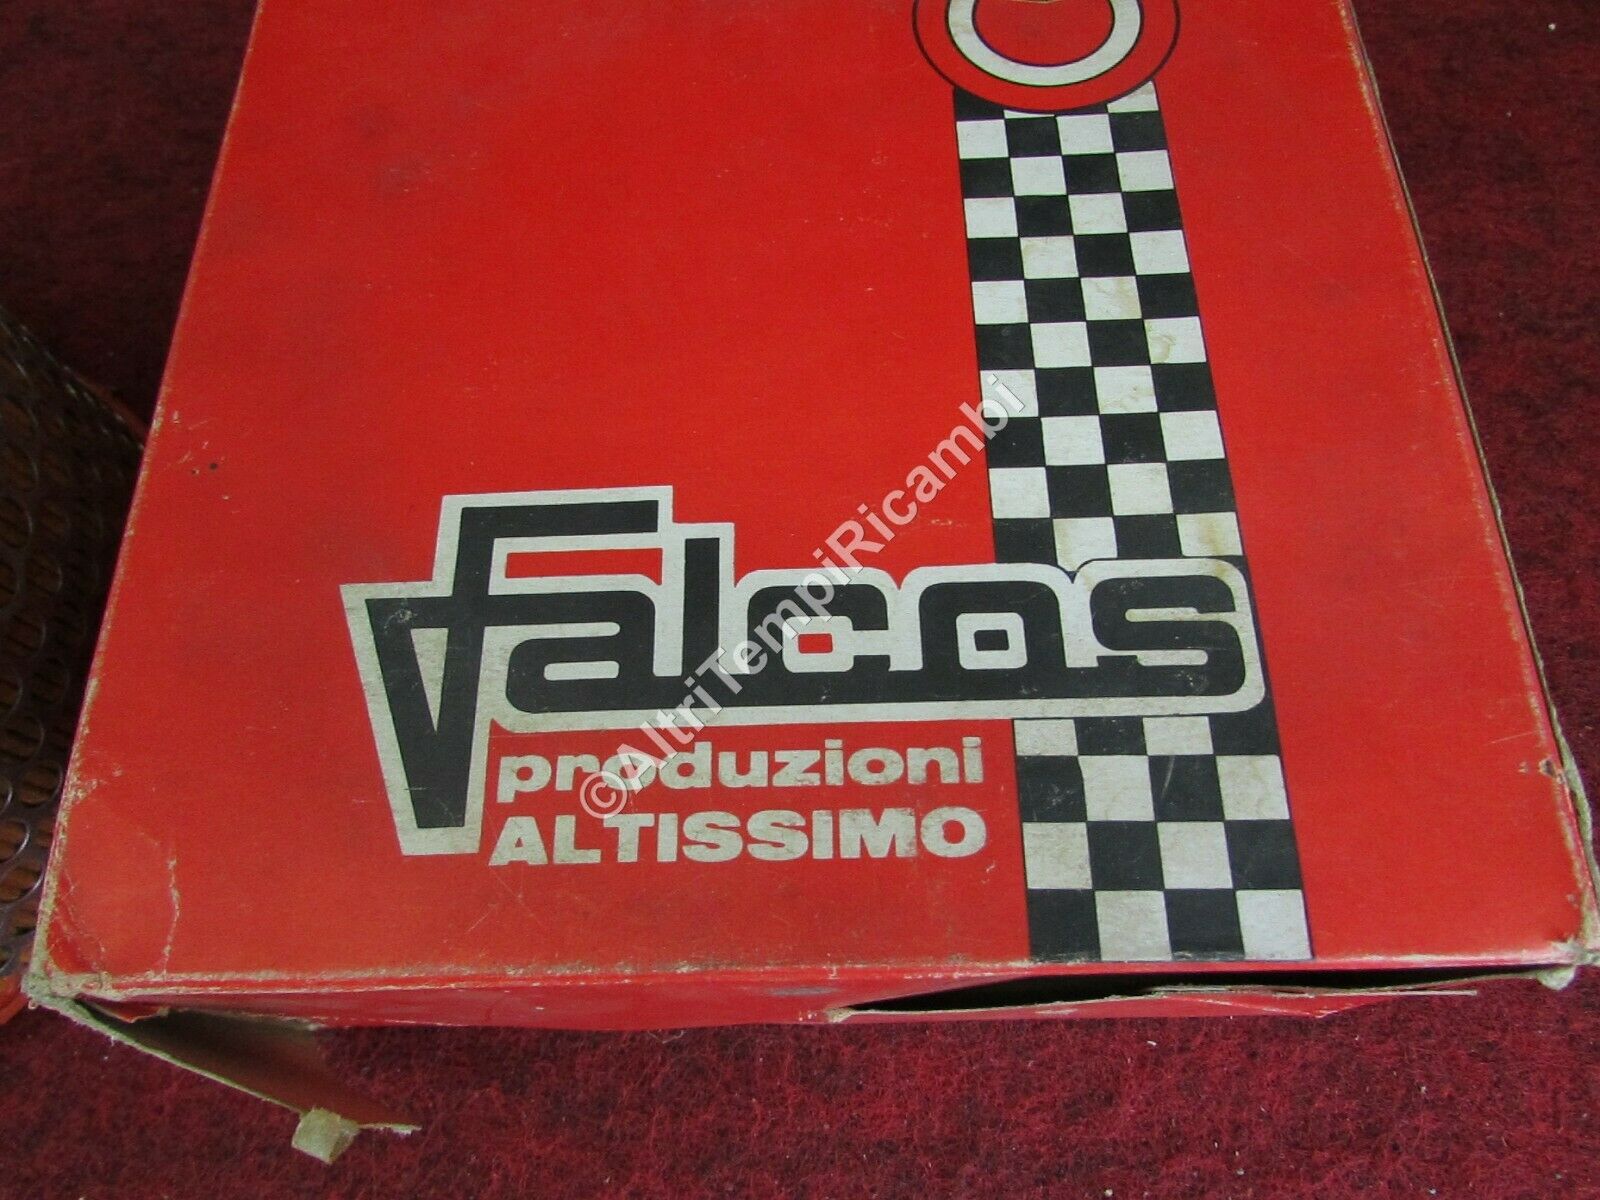 Falcos
produzioni
ALTISSIMO
©AltriTempiRicambi